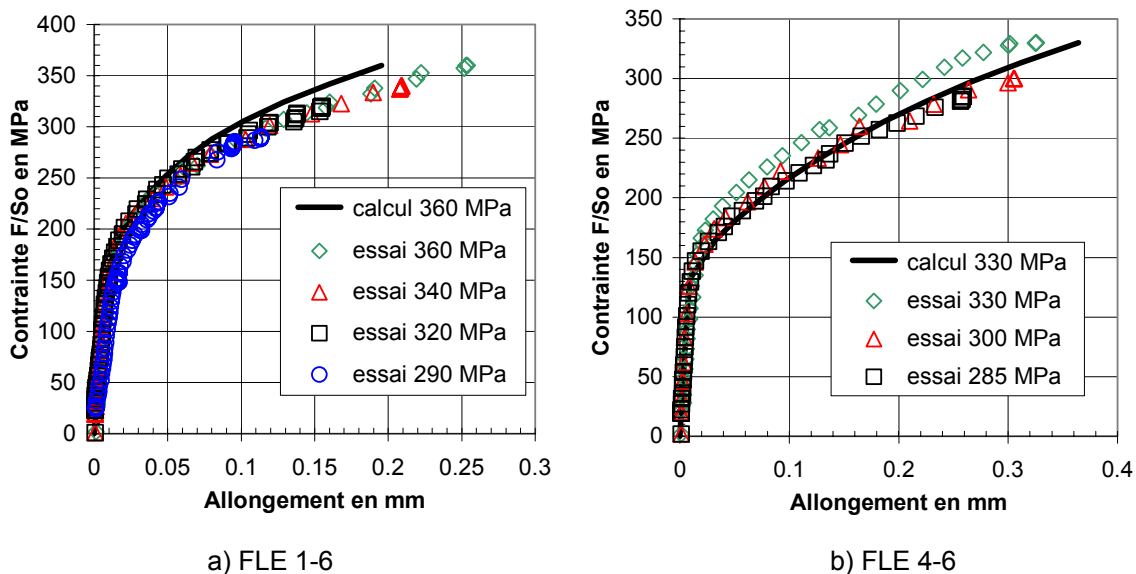 400
350
300
250
200
150
100
50
0
Contrainte F/So en MPa
calcul 360 MPa
essai 360 MPa
essai 340 MPa
essai 320 MPa
essai 290 MPa
0 0.05 0.1 0.15 0.2 0.25 0.3
Allongement en mm
a) FLE 1-6
350
300
250
200
150
100
50
0
Contrainte F/So en MPa
calcul 330 MPa
essai 330 MPa
essai 300 MPa
essai 285 MPa
0 0.1 0.2 0.3 0.4
Allongement en mm
b) FLE 4-6